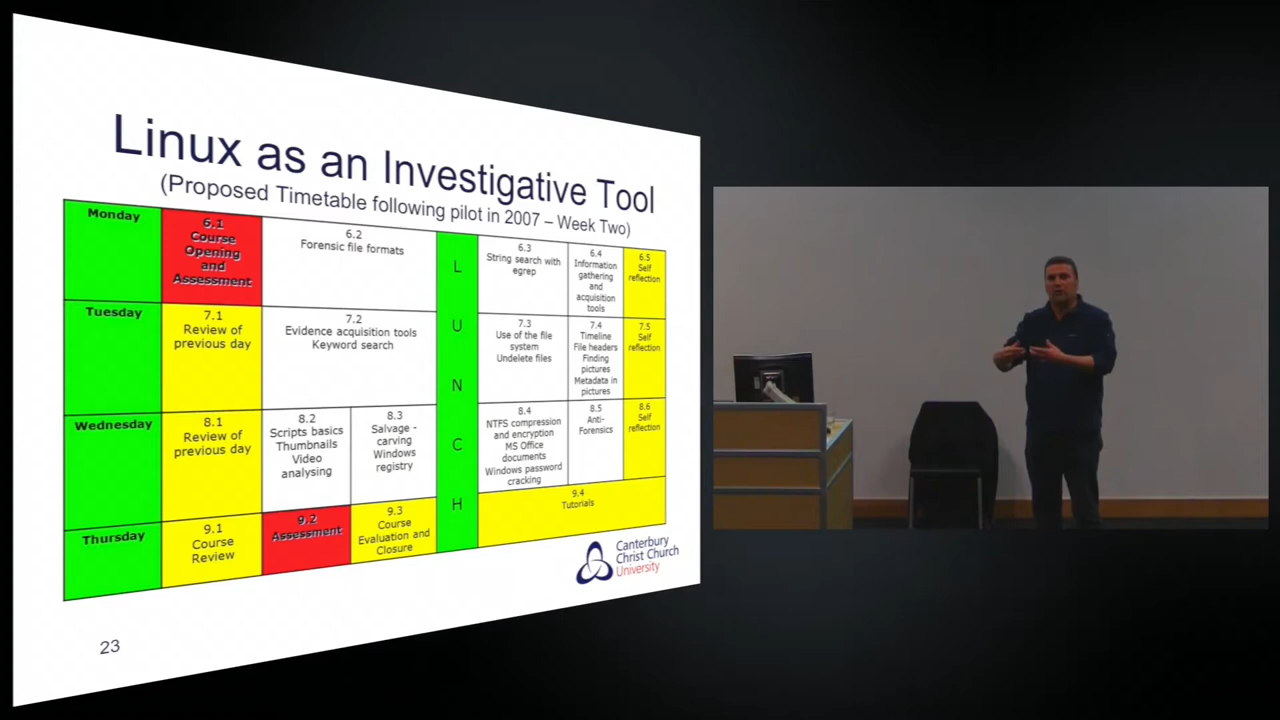 Linux as an Investigative Tool
(Proposed Timetable following pilot in 2007 – Week Two)
Monday
6.1
Course
Opening
and
Assessment
6.2
Forensic file formats
L
U
N
C
H
6.3
String search with
egrep
6.4
Information
gathering
and
acquisition
tools
6.5
Self
reflection
Tuesday
7.1
Review of
previous day
7.2
Evidence acquisition tools
Keyword search
7.3
Use of the file
system
Undelete files
7.4
Timeline
File headers
Finding
pictures
Metadata in
pictures
7.5
Self
reflection
Wednesday
8.1
Review of
previous day
8.2
Scripts basics
Thumbnails
Video
analysing
8.3
Salvage -
carving
Windows
registry
8.4
NTFS compression
and encryption
MS Office
documents
Windows password
cracking
8.5
Anti-
Forensics
8.6
Self
reflection
Thursday
9.1
Course
Review
9.2
Assessment
9.3
Course
Evaluation and
Closure
9.4
Tutorials
Canterbury
Christ Church
University
23